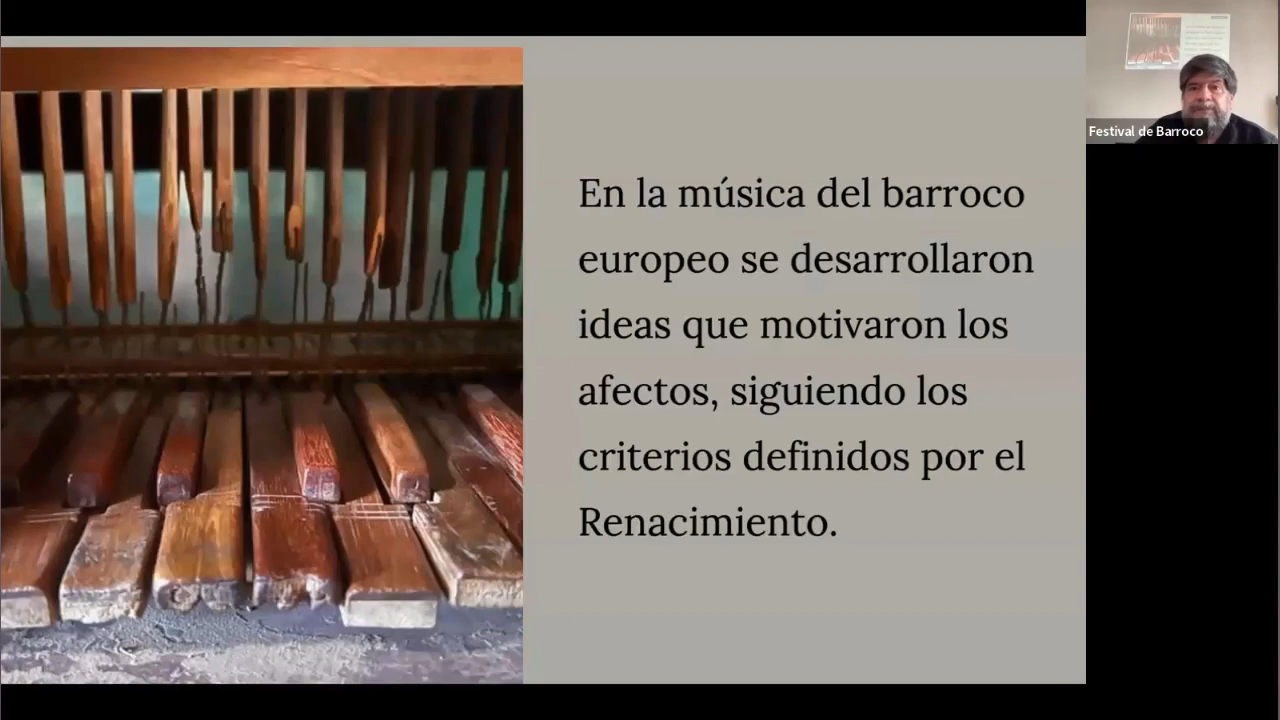 En la música del barroco
europeo se desarrollaron
ideas que motivaron los
afectos, siguiendo los
criterios definidos por el
Renacimiento.
Festival de Barroco